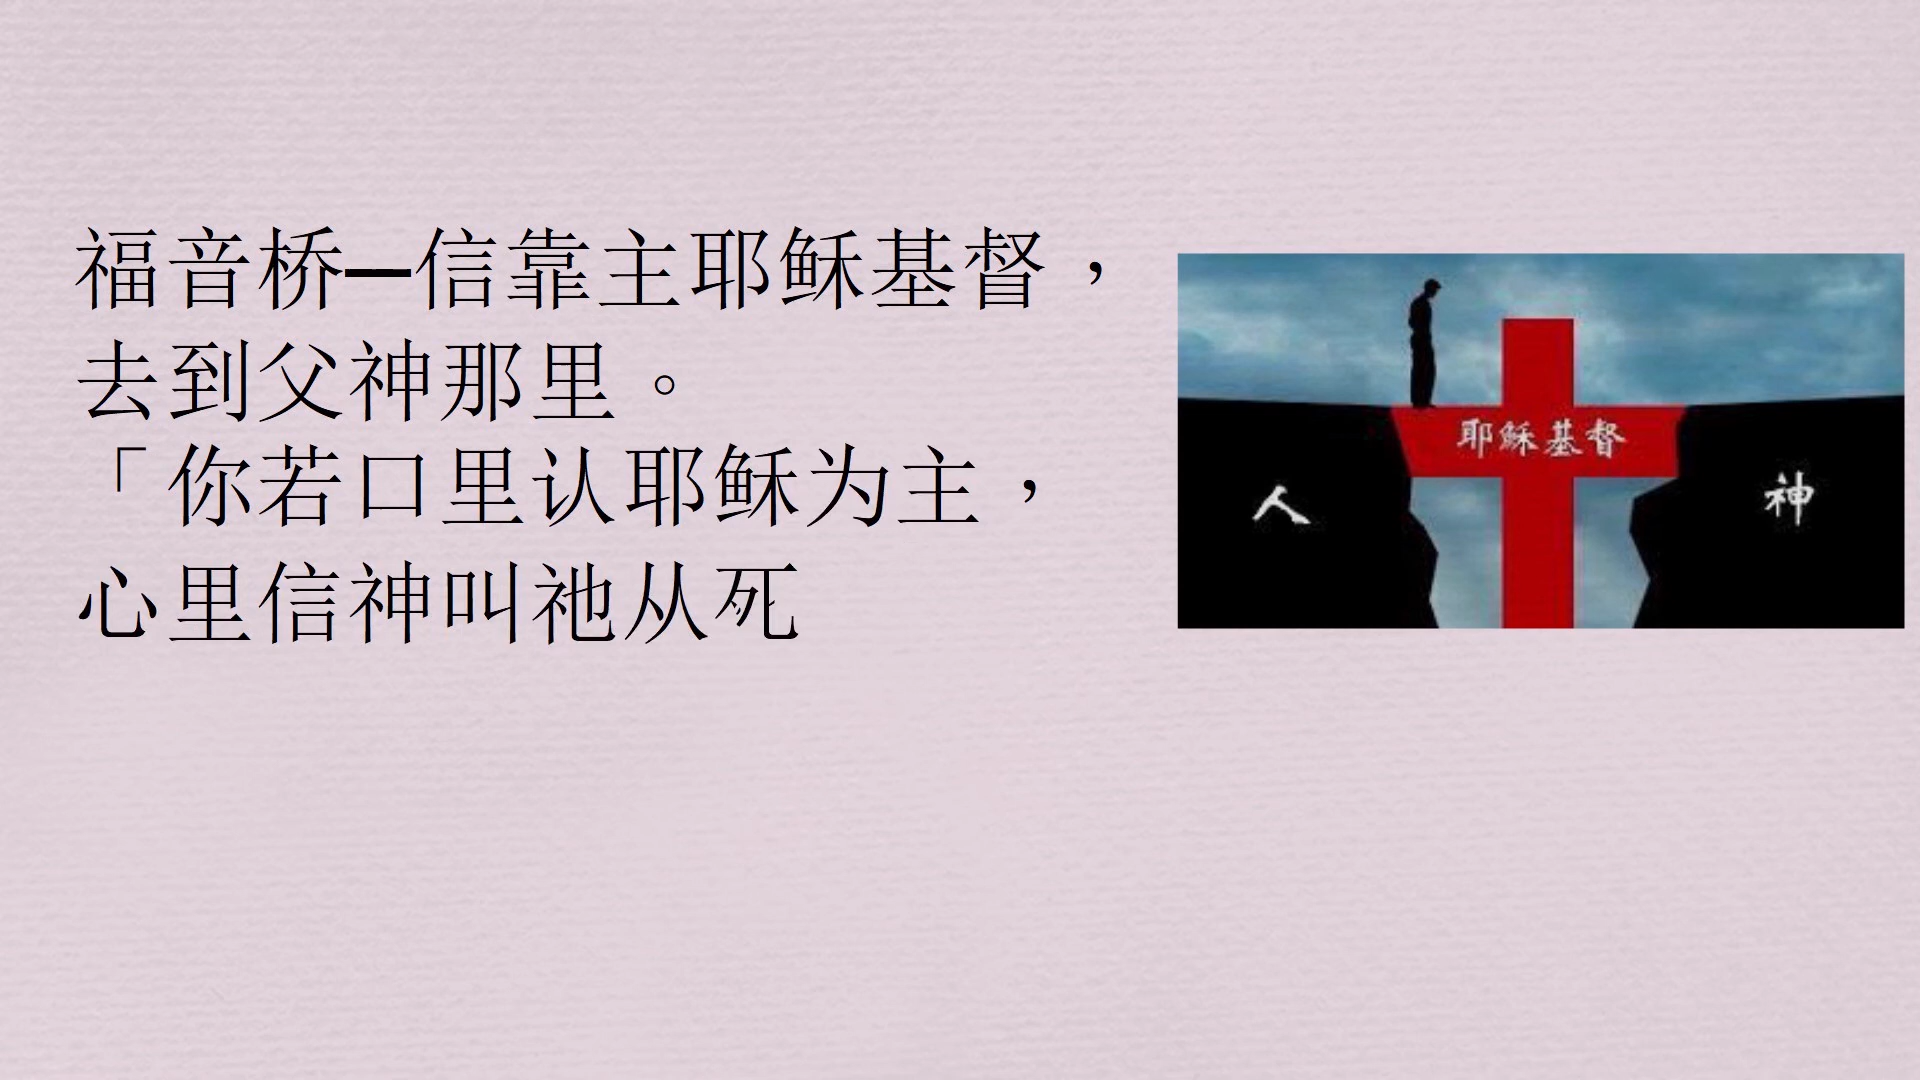 福音桥—信靠主耶稣基督，
去到父神那里。
「你若口里认耶稣为主，
心里信神叫祂从死
耶穌基督
人
神